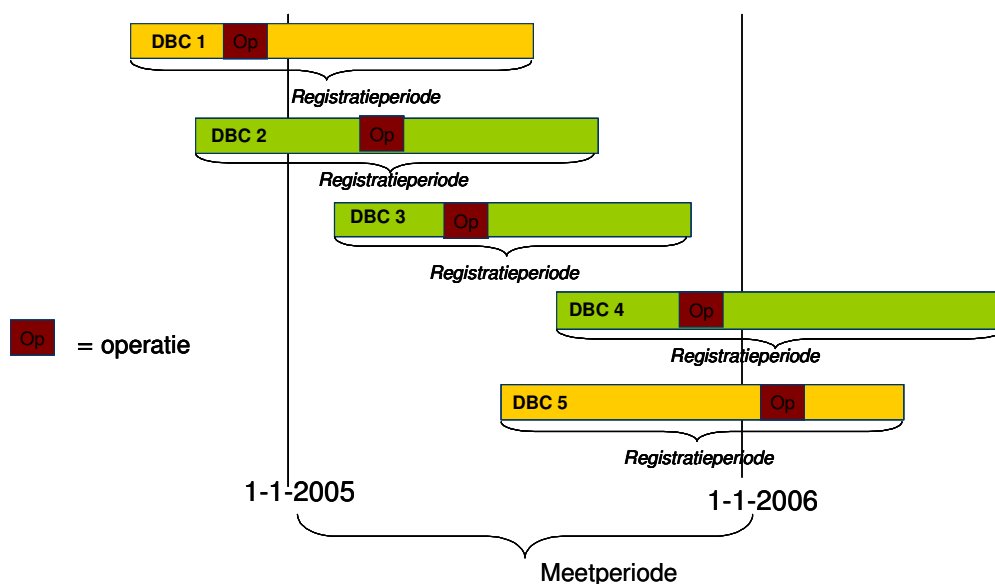 DBC 1 Op
Registratieperiode
DBC 2 Op
Registratieperiode
DBC 3 Op
Registratieperiode
DBC 4 Op
Registratieperiode
Op = operatie
DBC 5 Op
Registratieperiode
1-1-2005 1-1-2006
Meetperiode